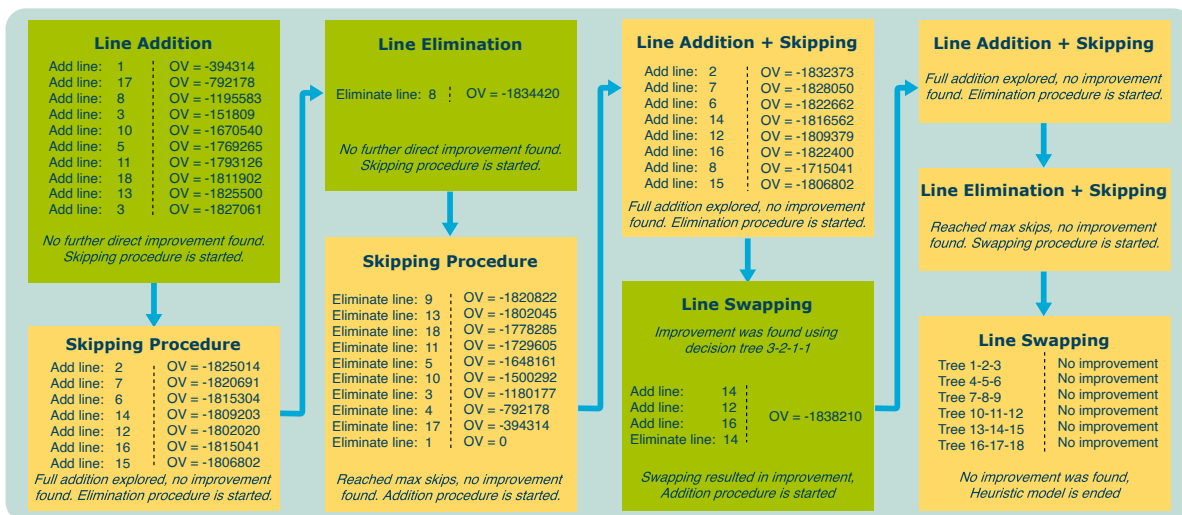 Line Addition
Add line: 1 OV = -394314
Add line: 17 OV = -792178
Add line: 8 OV = -1195583
Add line: 3 OV = -151809
Add line: 10 OV = -1670540
Add line: 5 OV = -1769265
Add line: 11 OV = -1793126
Add line: 18 OV = -1811902
Add line: 13 OV = -1825500
Add line: 3 OV = -1827061
No further direct improvement found.
Skipping procedure is started.
Skipping Procedure
Add line: 2 OV = -1825014
Add line: 7 OV = -1820691
Add line: 6 OV = -1815304
Add line: 14 OV = -1809203
Add line: 12 OV = -1802020
Add line: 16 OV = -1815041
Add line: 15 OV = -1806802
Full addition explored, no improvement
found. Elimination procedure is started.
Line Elimination
Eliminate line: 8 OV = -1834420
No further direct improvement found.
Skipping procedure is started.
Skipping Procedure
Eliminate line: 9 OV = -1820822
Eliminate line: 13 OV = -1802045
Eliminate line: 18 OV = -1778285
Eliminate line: 11 OV = -1729605
Eliminate line: 5 OV = -1648161
Eliminate line: 10 OV = -1500292
Eliminate line: 3 OV = -1180177
Eliminate line: 4 OV = -792178
Eliminate line: 17 OV = -394314
Eliminate line: 1 OV = 0
Reached max skips, no improvement
found. Addition procedure is started.
Line Addition + Skipping
Add line: 2 OV = -1832373
Add line: 7 OV = -1828050
Add line: 6 OV = -1822662
Add line: 14 OV = -1816562
Add line: 12 OV = -1809379
Add line: 16 OV = -1822400
Add line: 8 OV = -1715041
Add line: 15 OV = -1806802
Full addition explored, no improvement
found. Elimination procedure is started.
Line Swapping
Improvement was found using
decision tree 3-2-1-1
Add line: 14
Add line: 12
Add line: 16
Eliminate line: 14
OV = -1838210
Swapping resulted in improvement,
Addition procedure is started
Line Addition + Skipping
Full addition explored, no improvement
found. Elimination procedure is started.
Line Elimination + Skipping
Reached max skips, no improvement
found. Swapping procedure is started.
Line Swapping
Tree 1-2-3 No improvement
Tree 4-5-6 No improvement
Tree 7-8-9 No improvement
Tree 10-11-12 No improvement
Tree 13-14-15 No improvement
Tree 16-17-18 No improvement
No improvement was found,
Heuristic model is ended